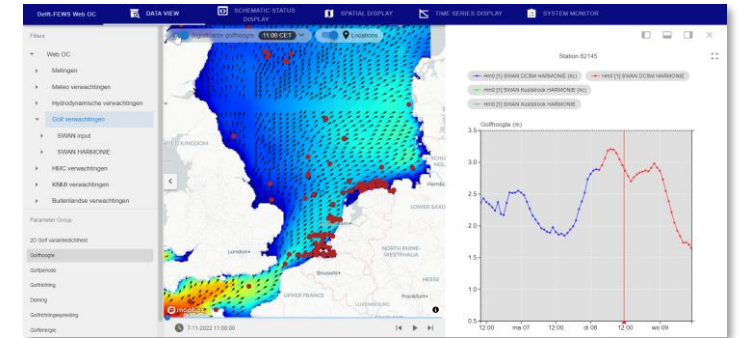 Delft-FEWS Web OC
DATA VIEW
SCHEMATIC STATUS
DISPLAY
SPATIAL DISPLAY
TIME SERIES DISPLAY
SYSTEM MONITOR
Filters
Web OC
Metingen
Meteo verwachtingen
Hydrodynamische verwachtingen
Golf verwachtingen
SWAN input
SWAN HARMONIE
HMC verwachtingen
KNMI verwachtingen
Buitenlandse verwachtingen
Parameter Group
2D Golf variantiedichtheid
Golfhoogte
Golfperiode
Golfrichting
Deining
Golfrichtingspreiding
Golfenergie
Significante golfhoogte
11:00 CET
Locations
KINGDOM
London
Brussels
UPPER FRANCE
LUXEMBOURG
NORTH RHINE-
WESTPHALIA
HESSE
Frankfurt
LOWER SAXO
mapbox
7-11-2022 11:00:00
Station 62145
Hm0 [1] SWAN DCSM HARMONIE (hc)
Hm0 [1] SWAN DCSM HARMONIE
Hm0 [1] SWAN Kuststrook HARMONIE (hc)
Hm0 [1] SWAN Kuststrook HARMONIE
Golfhoogte (m)
3.5
3.0
2.5
2.0
1.5
1.0
0.5
12:00
ma 07
12:00
di 08
12:00
wo 09